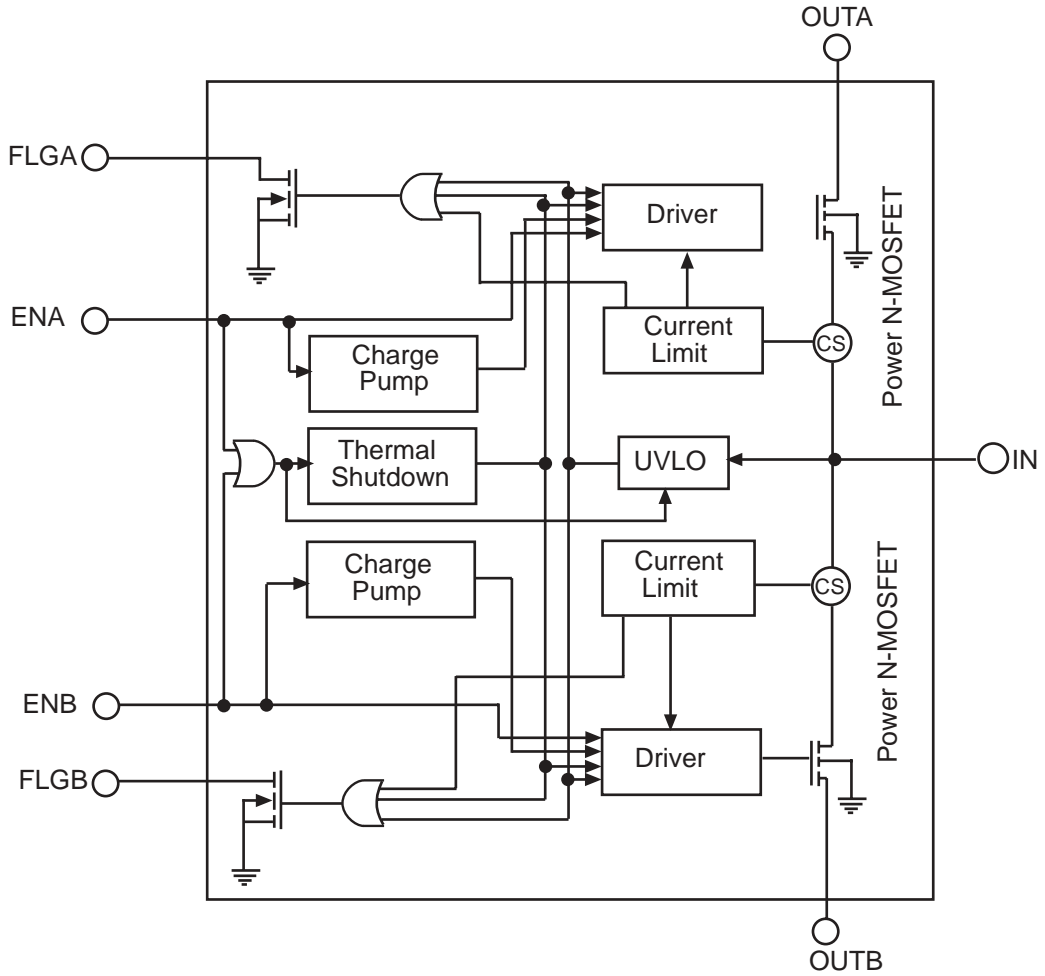 OUTA
FLGA
Driver
Power N-MOSFET
ENA
Current
Limit
CS
Charge
Pump
Thermal
Shutdown
UVLO
IN
Charge
Pump
Current
Limit
CS
Power N-MOSFET
ENB
Driver
FLGB
OUTB